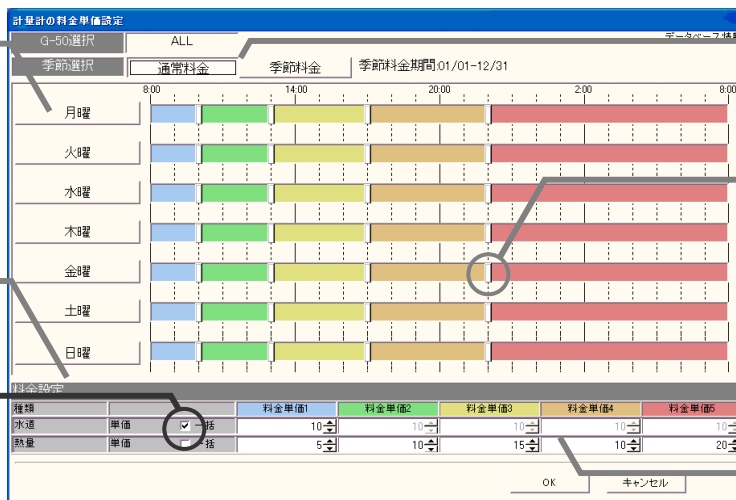 計量計の料金単価設定
G-50選択 ALL データベース情報
季節選択 通常料金 季節料金 季節料金期間:01/01-12/31
8:00 14:00 20:00 2:00 8:00
月曜
火曜
水曜
木曜
金曜
土曜
日曜
料金設定
種類 料金単価1 料金単価2 料金単価3 料金単価4 料金単価5
水道 単価 一括 10 10 10 10 10
熱量 単価 一括 5 10 15 10 20
OK キャンセル